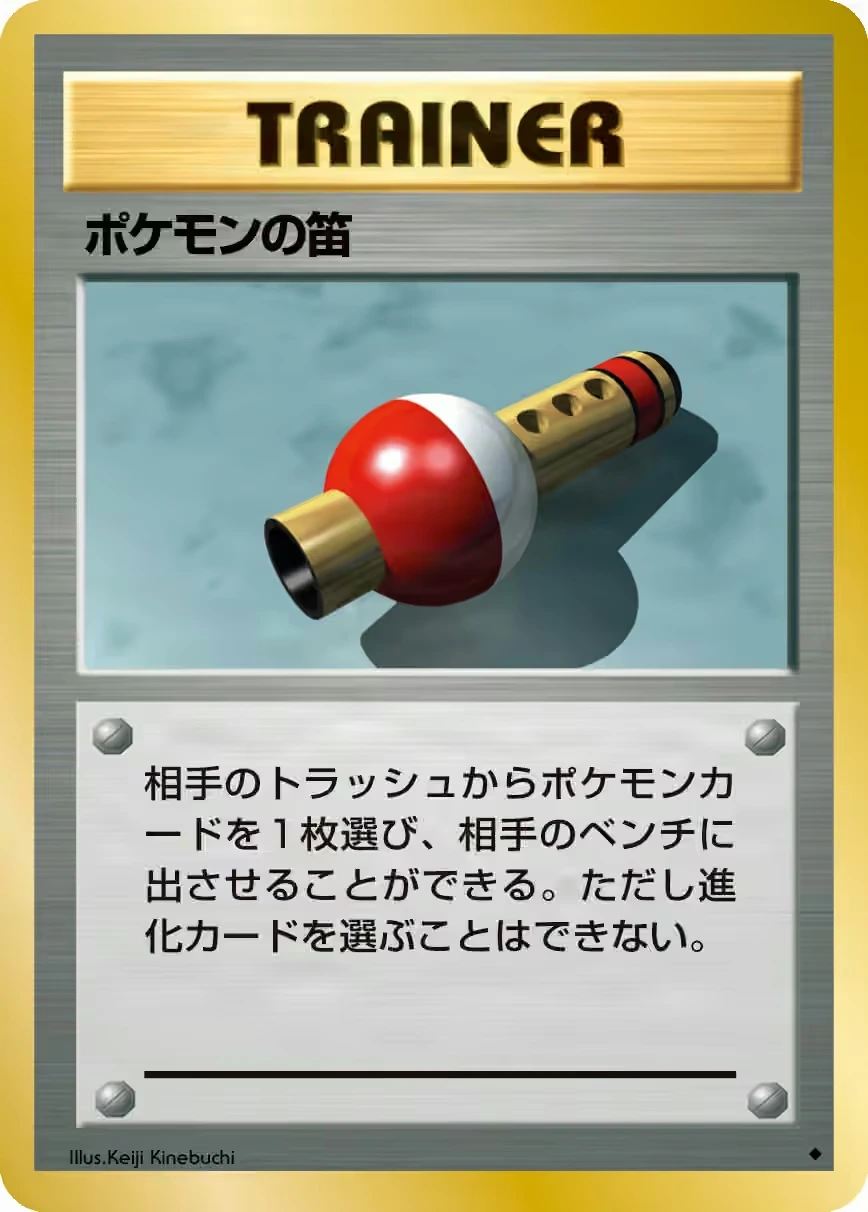 TRAINER
ポケモンの笛
相手のトラッシュからポケモンカ
ードを1枚選び、相手のベンチに
出させることができる。ただし進
化カードを選ぶことはできない。
Illus.Keiji Kinebuchi